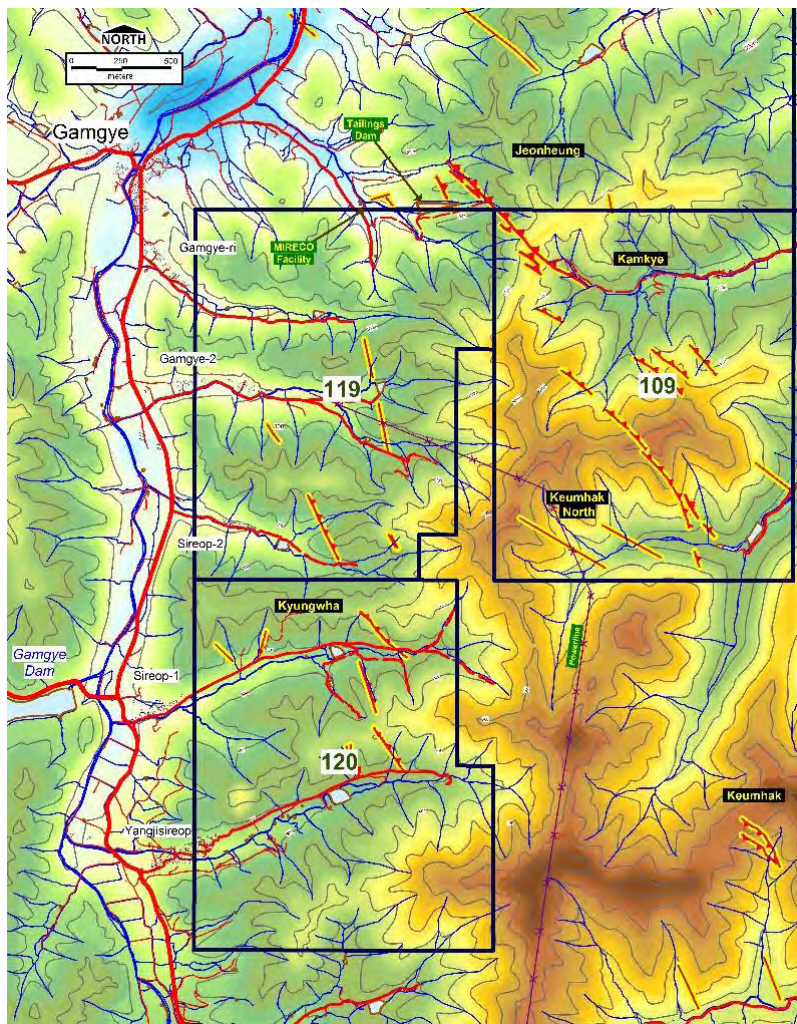 NORTH
0 250 500
meters
Gamgye
Tailings
Dam
Jeonheung
Gamgye-ri
MIRECO
Facility
Kamkye
Gamgye-2
119
109
Keumhak
North
Sireop-2
Kyungwha
Powerline
Gamgye
Dam
Sireop-1
120
Keumhak
Yangjisireop